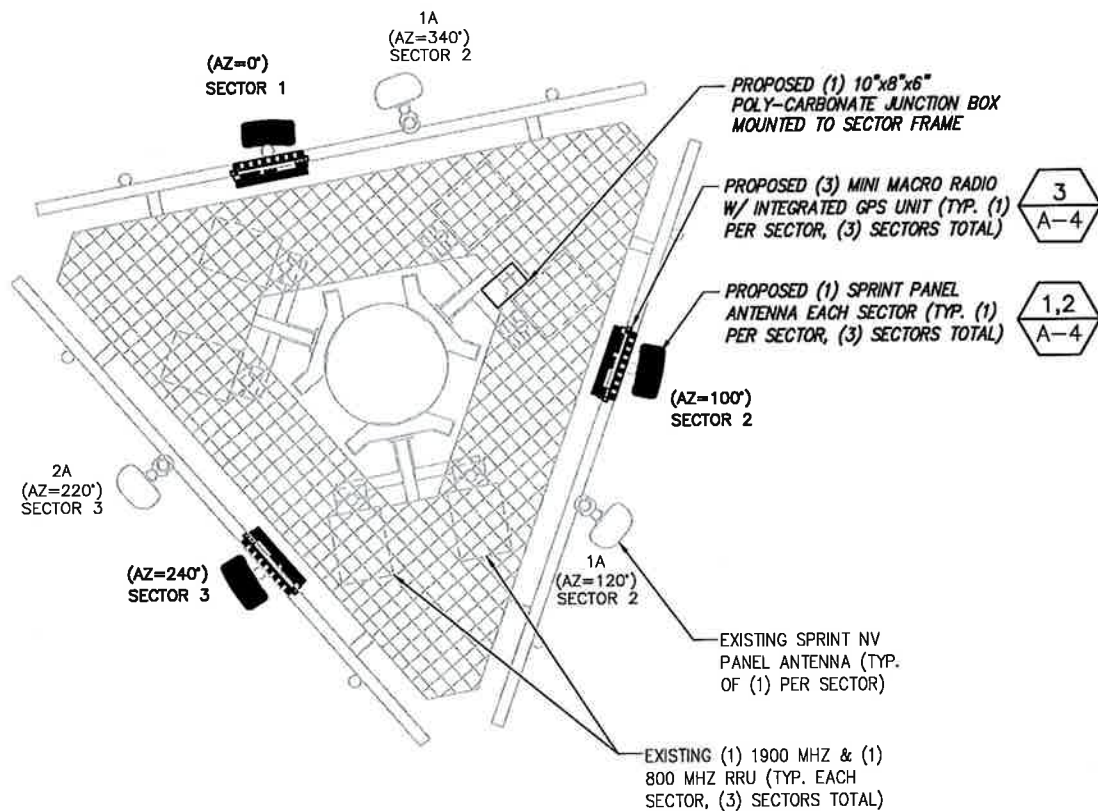 1A
(AZ=340°)
SECTOR 2
(AZ=0°)
SECTOR 1
PROPOSED (1) 10"x8"x6"
POLY-CARBONATE JUNCTION BOX
MOUNTED TO SECTOR FRAME
PROPOSED (3) MINI MACRO RADIO
W/ INTEGRATED GPS UNIT (TYP. (1)
PER SECTOR, (3) SECTORS TOTAL)
3
A-4
PROPOSED (1) SPRINT PANEL
ANTENNA EACH SECTOR (TYP. (1)
PER SECTOR, (3) SECTORS TOTAL)
1,2
A-4
(AZ=100°)
SECTOR 2
2A
(AZ=220°)
SECTOR 3
(AZ=240°)
SECTOR 3
1A
(AZ=120°)
SECTOR 2
EXISTING SPRINT NV
PANEL ANTENNA (TYP.
OF (1) PER SECTOR)
EXISTING (1) 1900 MHZ & (1)
800 MHZ RRU (TYP. EACH
SECTOR, (3) SECTORS TOTAL)